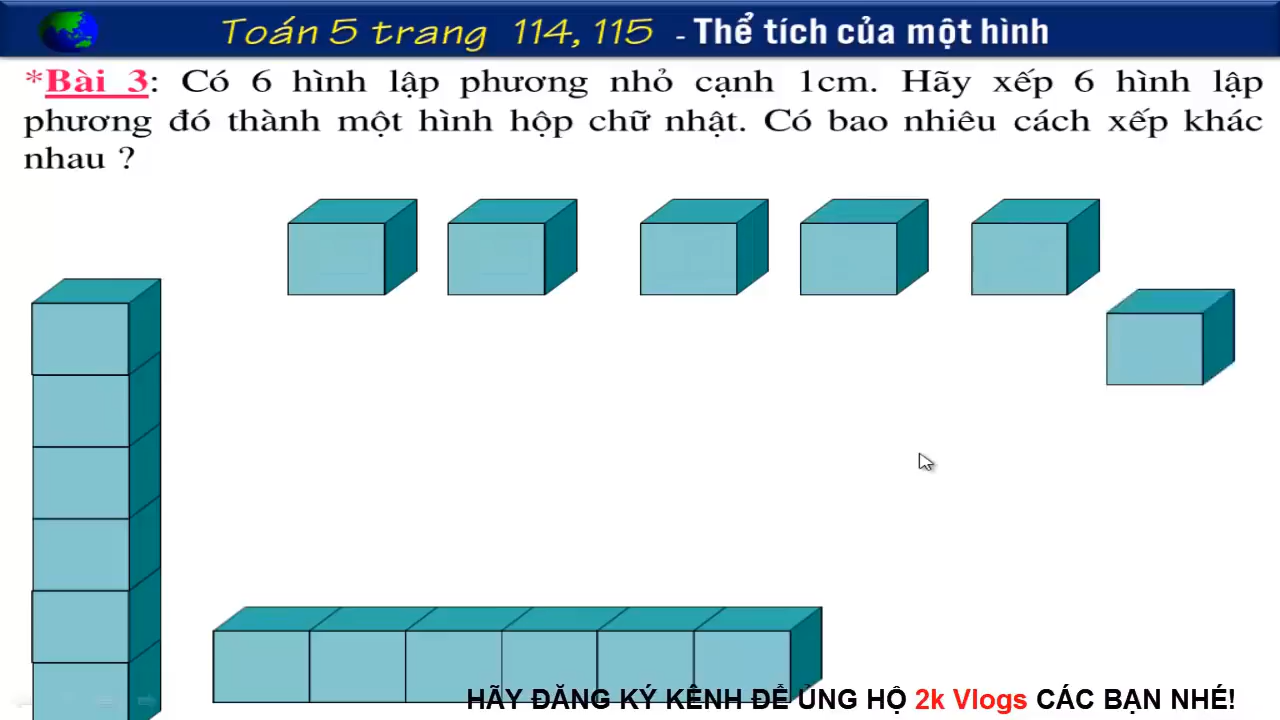 Toán 5 trang 114, 115 - Thể tích của một hình
*Bài 3: Có 6 hình lập phương nhỏ cạnh 1cm. Hãy xếp 6 hình lập
phương đó thành một hình hộp chữ nhật. Có bao nhiêu cách xếp khác
nhau ?
HÃY ĐĂNG KÝ KÊNH ĐỂ ỦNG HỘ 2k Vlogs CÁC BẠN NHÉ!